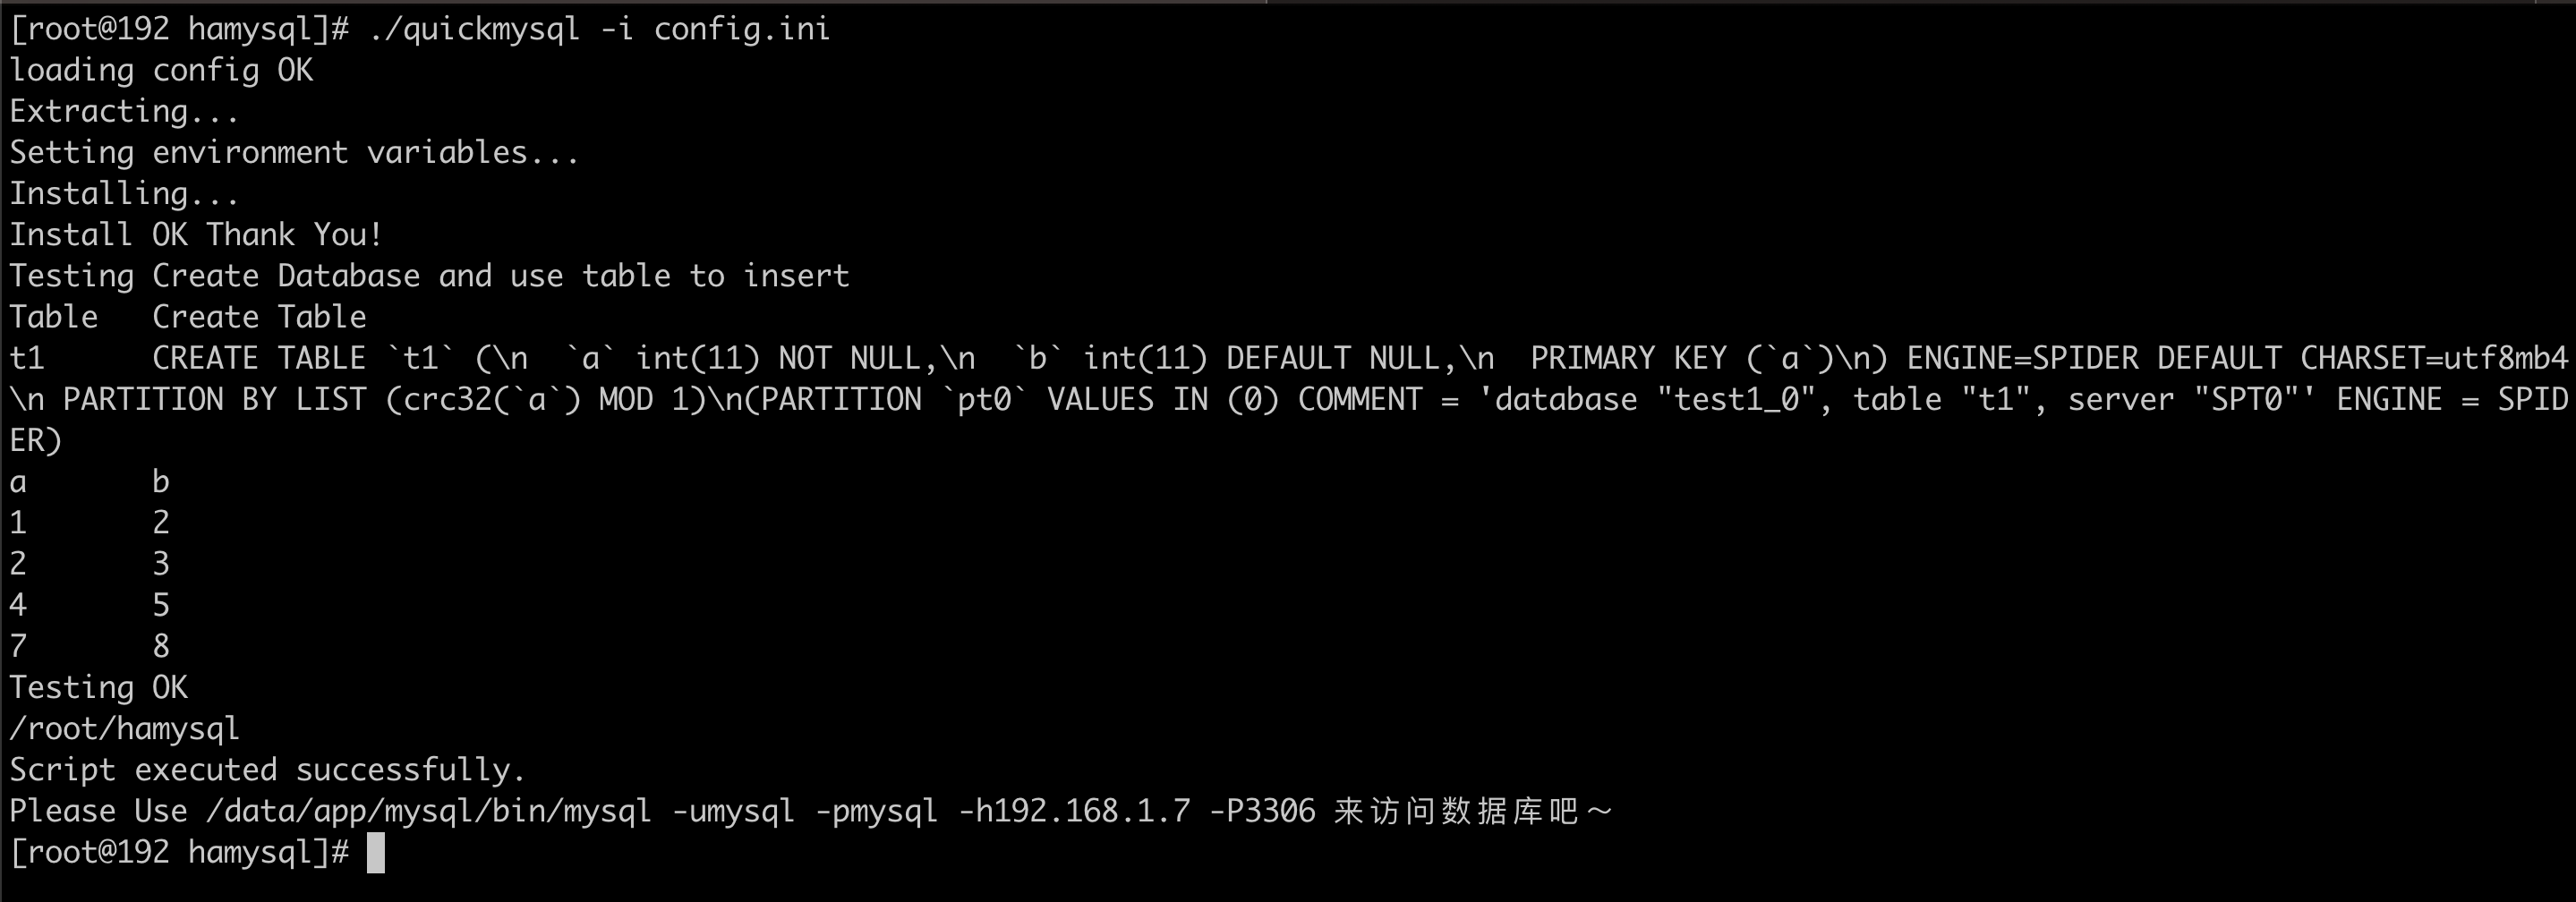 [root@192 hamysql]# ./quickmysql -i config.ini
loading config OK
Extracting...
Setting environment variables...
Installing...
Install OK Thank You!
Testing Create Database and use table to insert
Table   Create Table
t1      CREATE TABLE `t1` (\n  `a` int(11) NOT NULL,\n  `b` int(11) DEFAULT NULL,\n  PRIMARY KEY (`a`)\n) ENGINE=SPIDER DEFAULT CHARSET=utf8mb4
\n PARTITION BY LIST (crc32(`a`) MOD 1)\n(PARTITION `pt0` VALUES IN (0) COMMENT = 'database "test1_0", table "t1", server "SPT0"' ENGINE = SPID
ER)
a       b
1       2
2       3
4       5
7       8
Testing OK
/root/hamysql
Script executed successfully.
Please Use /data/app/mysql/bin/mysql -umysql -pmysql -h192.168.1.7 -P3306 来访问数据库吧～
[root@192 hamysql]#